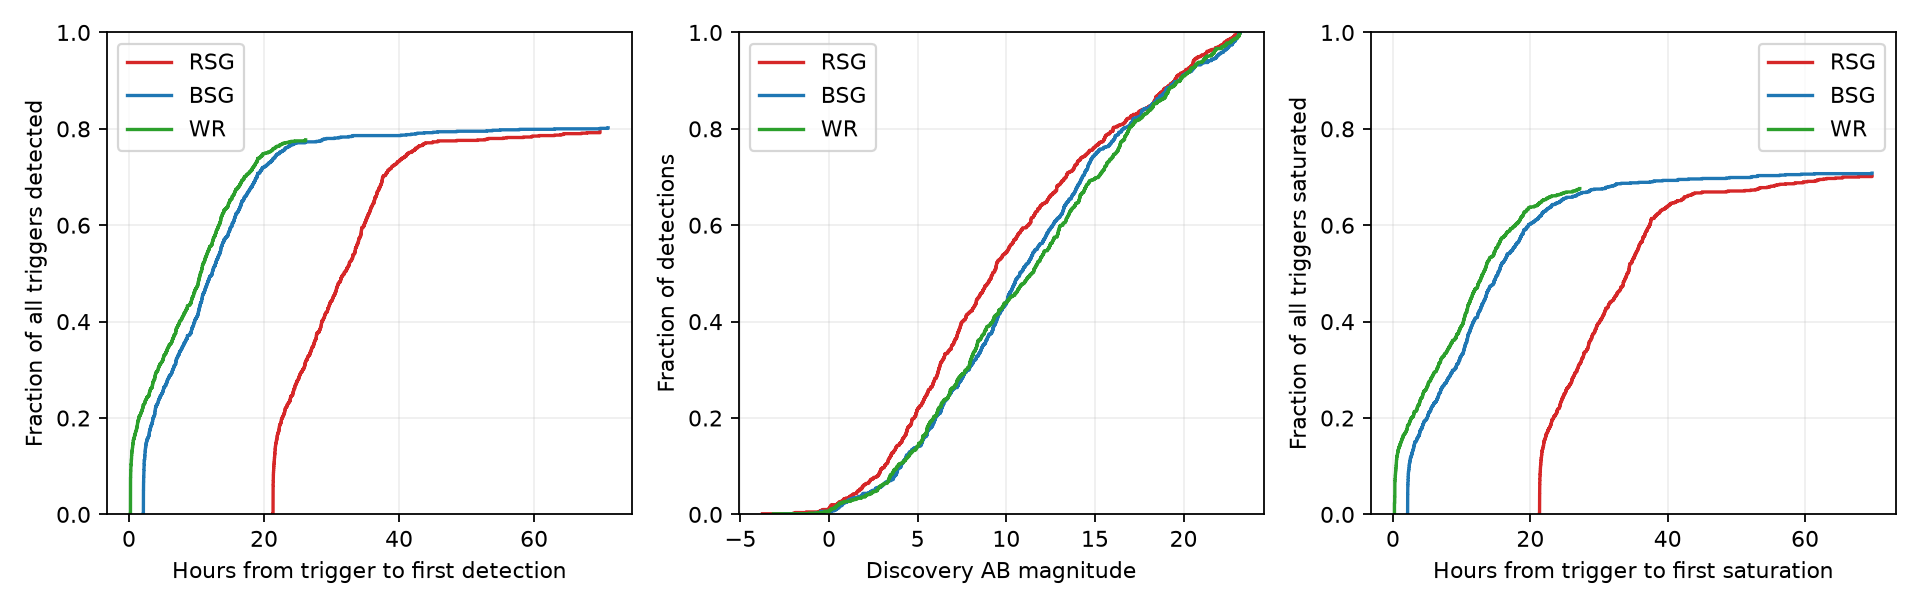 Fraction of all triggers detected
1.0
0.8
0.6
0.4
0.2
0.0
RSG
BSG
WR
0 20 40 60
Hours from trigger to first detection
Fraction of detections
1.0
0.8
0.6
0.4
0.2
0.0
RSG
BSG
WR
−5 0 5 10 15 20
Discovery AB magnitude
Fraction of all triggers saturated
1.0
0.8
0.6
0.4
0.2
0.0
RSG
BSG
WR
0 20 40 60
Hours from trigger to first saturation